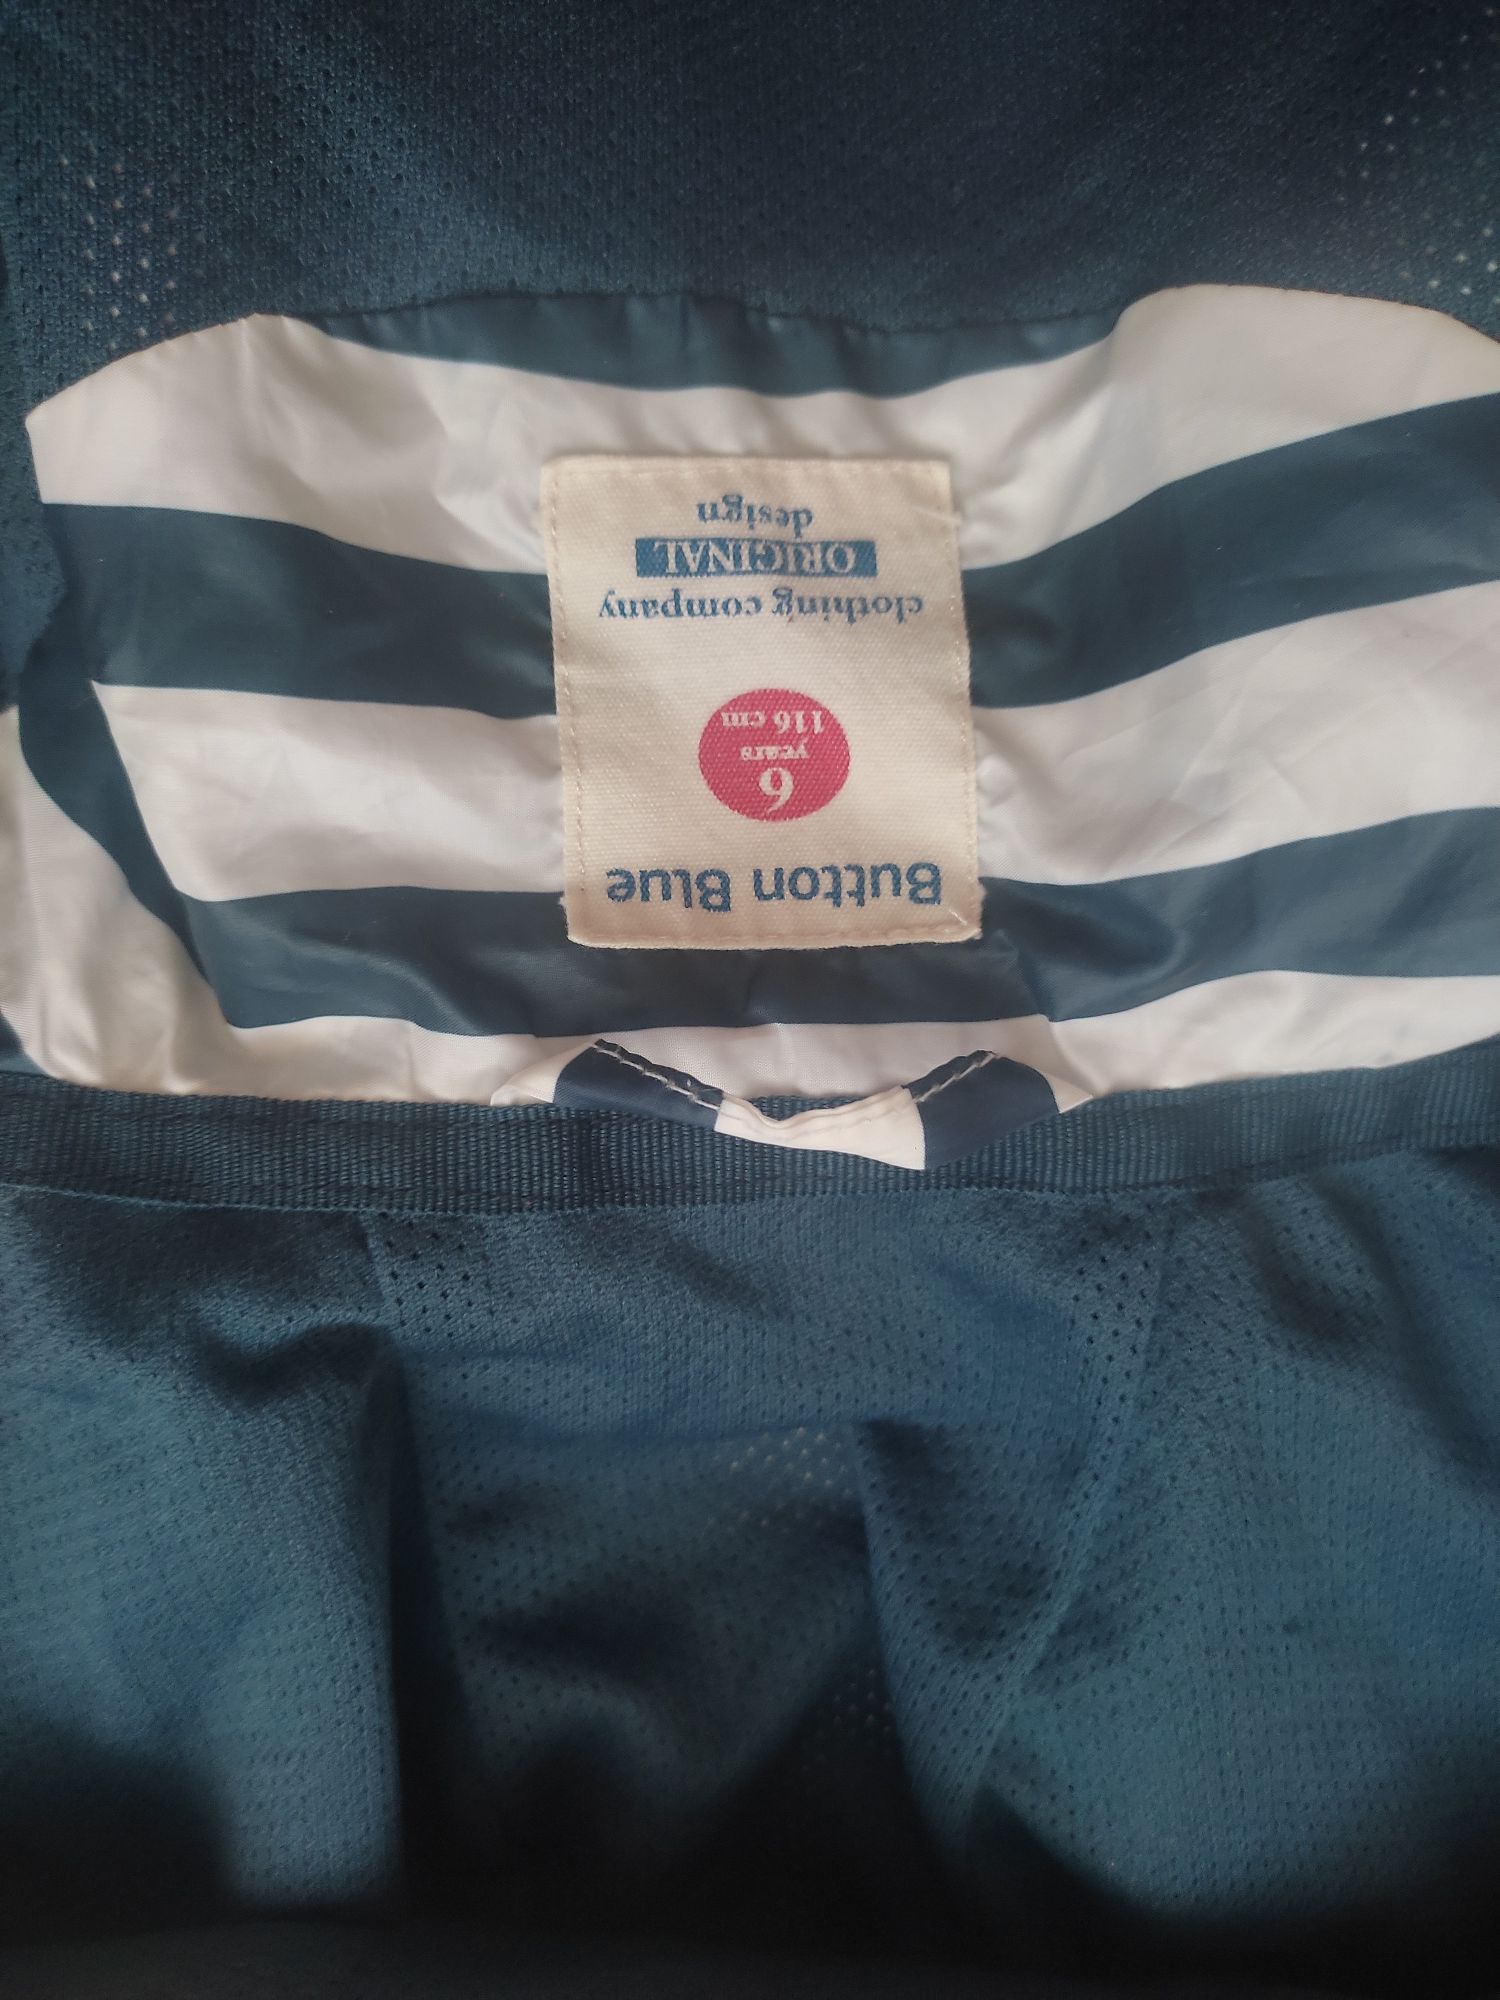 Button Blue
6
years
116 cm
clothing company
ORIGINAL
design